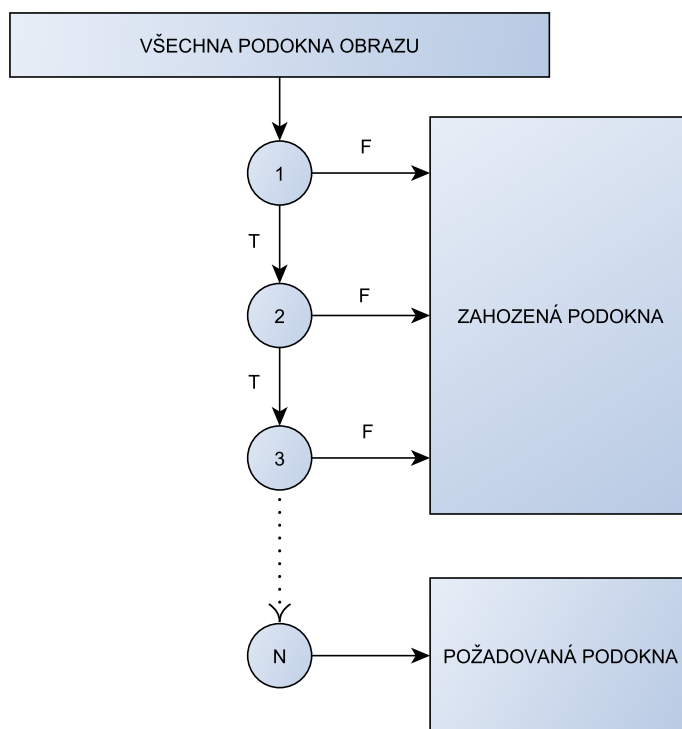 VŠECHNA PODOKNA OBRAZU
1
F
T
2
F
ZAHOZENÁ PODOKNA
T
3
F
N
POŽADOVANÁ PODOKNA